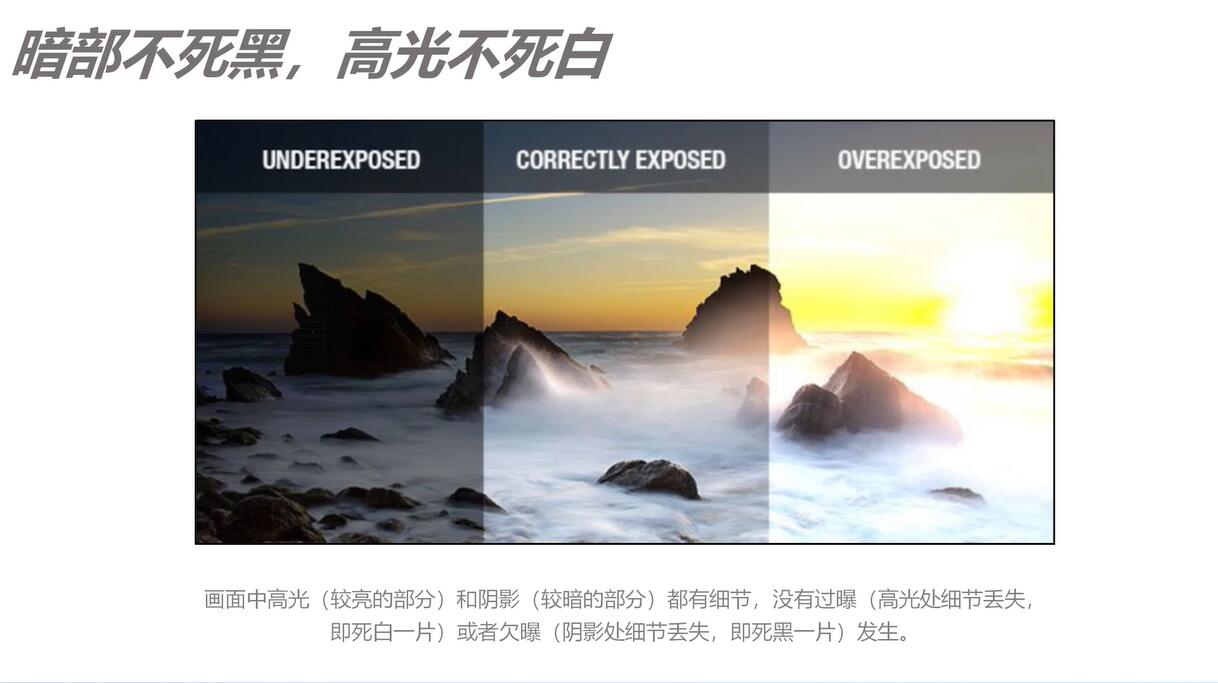 暗部不死黑，高光不死白
UNDEREXPOSED
CORRECTLY EXPOSED
OVEREXPOSED
画面中高光（较亮的部分）和阴影（较暗的部分）都有细节，没有过曝（高光处细节丢失，
即死白一片）或者欠曝（阴影处细节丢失，即死黑一片）发生。